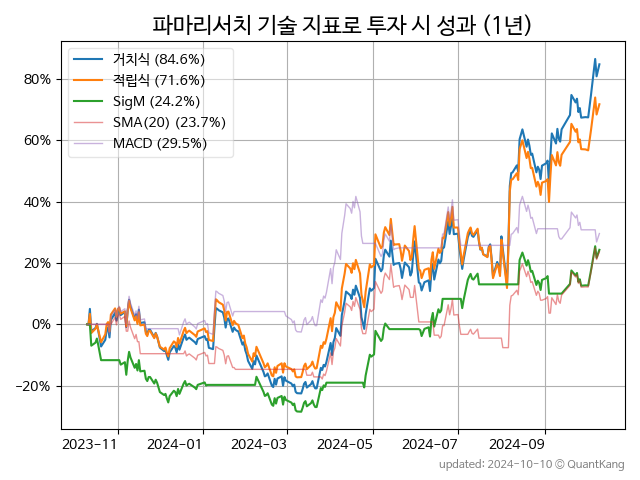 파마리서치 기술 지표로 투자 시 성과 (1년)
거치식 (84.6%)
적립식 (71.6%)
SigM (24.2%)
SMA(20) (23.7%)
MACD (29.5%)
80%
60%
40%
20%
0%
−20%
2023-11
2024-01
2024-03
2024-05
2024-07
2024-09
updated: 2024-10-10 © QuantKang